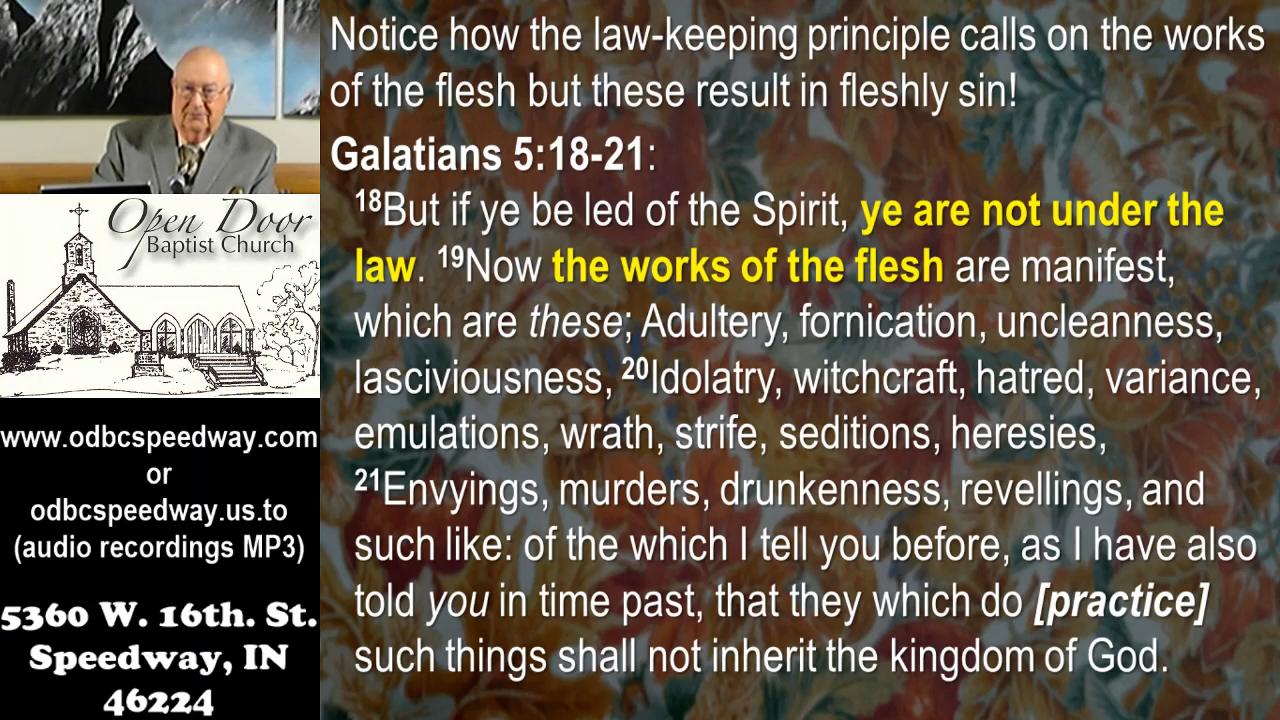 Open Door
Baptist Church
www.odbcspeedway.com
or
odbcspeedway.us.to
(audio recordings MP3)
5360 W. 16th. St.
Speedway, IN
46224
Notice how the law-keeping principle calls on the works
of the flesh but these result in fleshly sin!
Galatians 5:18-21:
18But if ye be led of the Spirit, ye are not under the
law. 19Now the works of the flesh are manifest,
which are these; Adultery, fornication, uncleanness,
lasciviousness, 20Idolatry, witchcraft, hatred, variance,
emulations, wrath, strife, seditions, heresies,
21Envyings, murders, drunkenness, revellings, and
such like: of the which I tell you before, as I have also
told you in time past, that they which do [practice]
such things shall not inherit the kingdom of God.